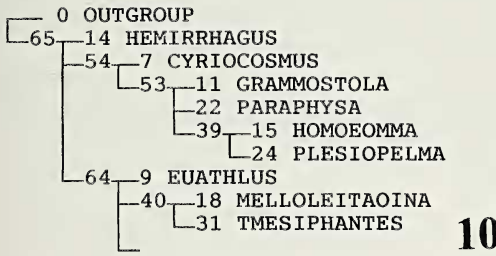 0 OUTGROUP
65 14 HEMIRRHAGUS
54 7 CYRIOCOSMUS
53 11 GRAMMOSTOLA
22 PARAPHYSA
39 15 HOMOEOMMA
24 PLESIOPELMA
64 9 EUATHLUS
40 18 MELLOLEITAOINA
31 TMESIPHANTES
10